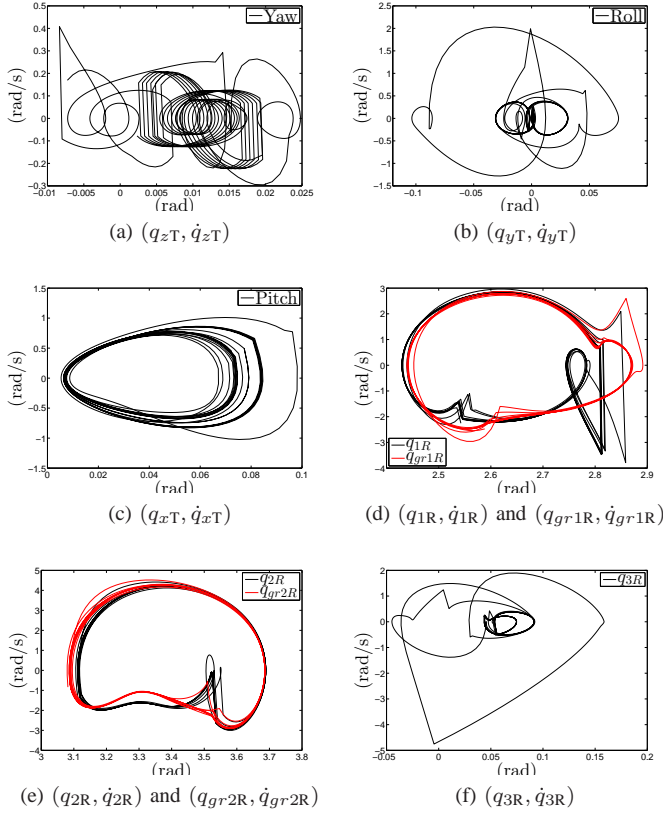 Yaw
0.5
0.4
0.3
0.2
0.1
0
−0.1
−0.2
−0.3
(rad/s)
−0.01 −0.005 0 0.005 0.01 0.015 0.02 0.025
(rad)
(a) (q_{zT}, q̇_{zT})
Roll
2.5
2
1.5
1
0.5
0
−0.5
−1
−1.5
(rad/s)
−0.1 −0.05 0 0.05
(rad)
(b) (q_{yT}, q̇_{yT})
Pitch
1.5
1
0.5
0
−0.5
−1
−1.5
(rad/s)
0 0.02 0.04 0.06 0.08 0.1
(rad)
(c) (q_{xT}, q̇_{xT})
3
2
1
0
−1
−2
−3
−4
(rad/s)
q_{1R}
q_{gr1R}
2.5 2.6 2.7 2.8 2.9
(rad)
(d) (q_{1R}, q̇_{1R}) and (q_{gr1R}, q̇_{gr1R})
q_{2R}
q_{gr2R}
5
4
3
2
1
0
−1
−2
−3
−4
(rad/s)
3 3.1 3.2 3.3 3.4 3.5 3.6 3.7 3.8
(rad)
(e) (q_{2R}, q̇_{2R}) and (q_{gr2R}, q̇_{gr2R})
q_{3R}
2
1
0
−1
−2
−3
−4
5
(rad/s)
−0.05 0 0.05 0.1 0.15 0.2
(rad)
(f) (q_{3R}, q̇_{3R})